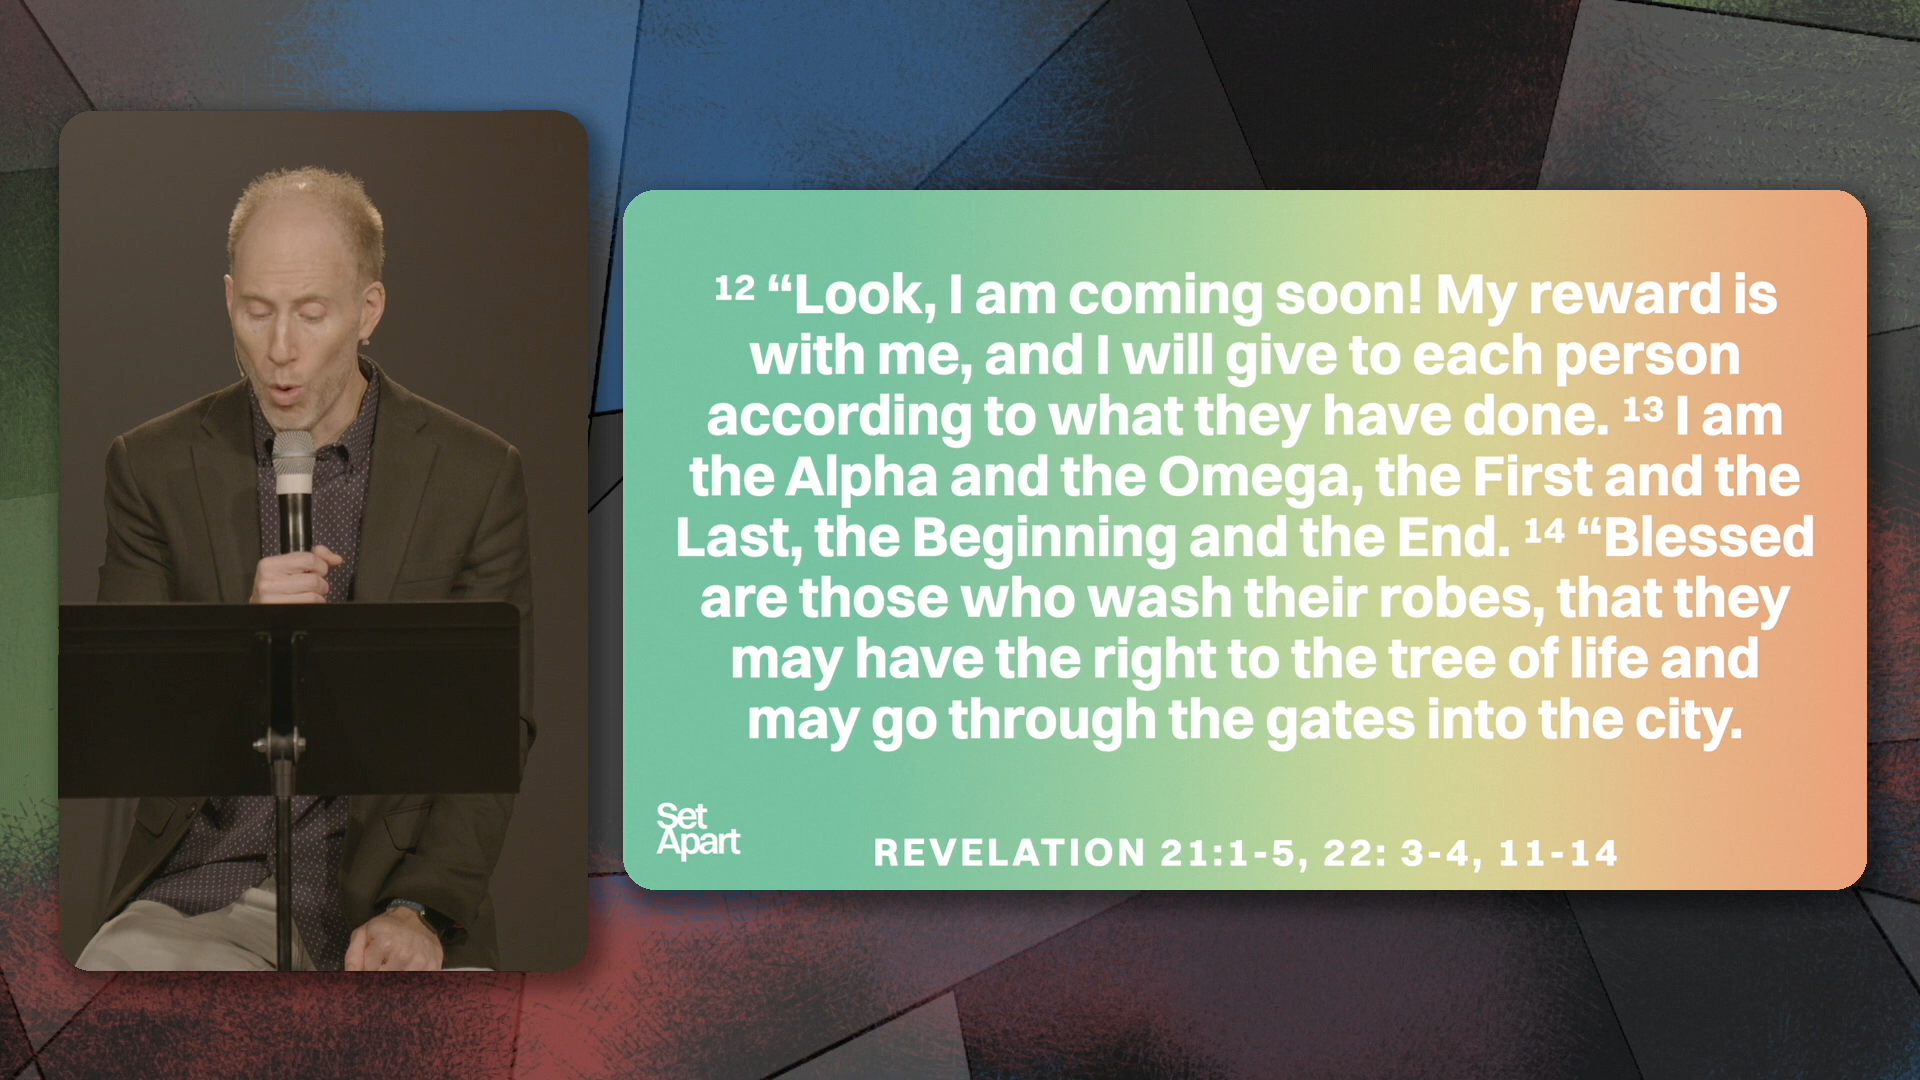 ¹² “Look, I am coming soon! My reward is
with me, and I will give to each person
according to what they have done. ¹³ I am
the Alpha and the Omega, the First and the
Last, the Beginning and the End. ¹⁴ “Blessed
are those who wash their robes, that they
may have the right to the tree of life and
may go through the gates into the city.
Set
Apart
REVELATION 21:1-5, 22: 3-4, 11-14